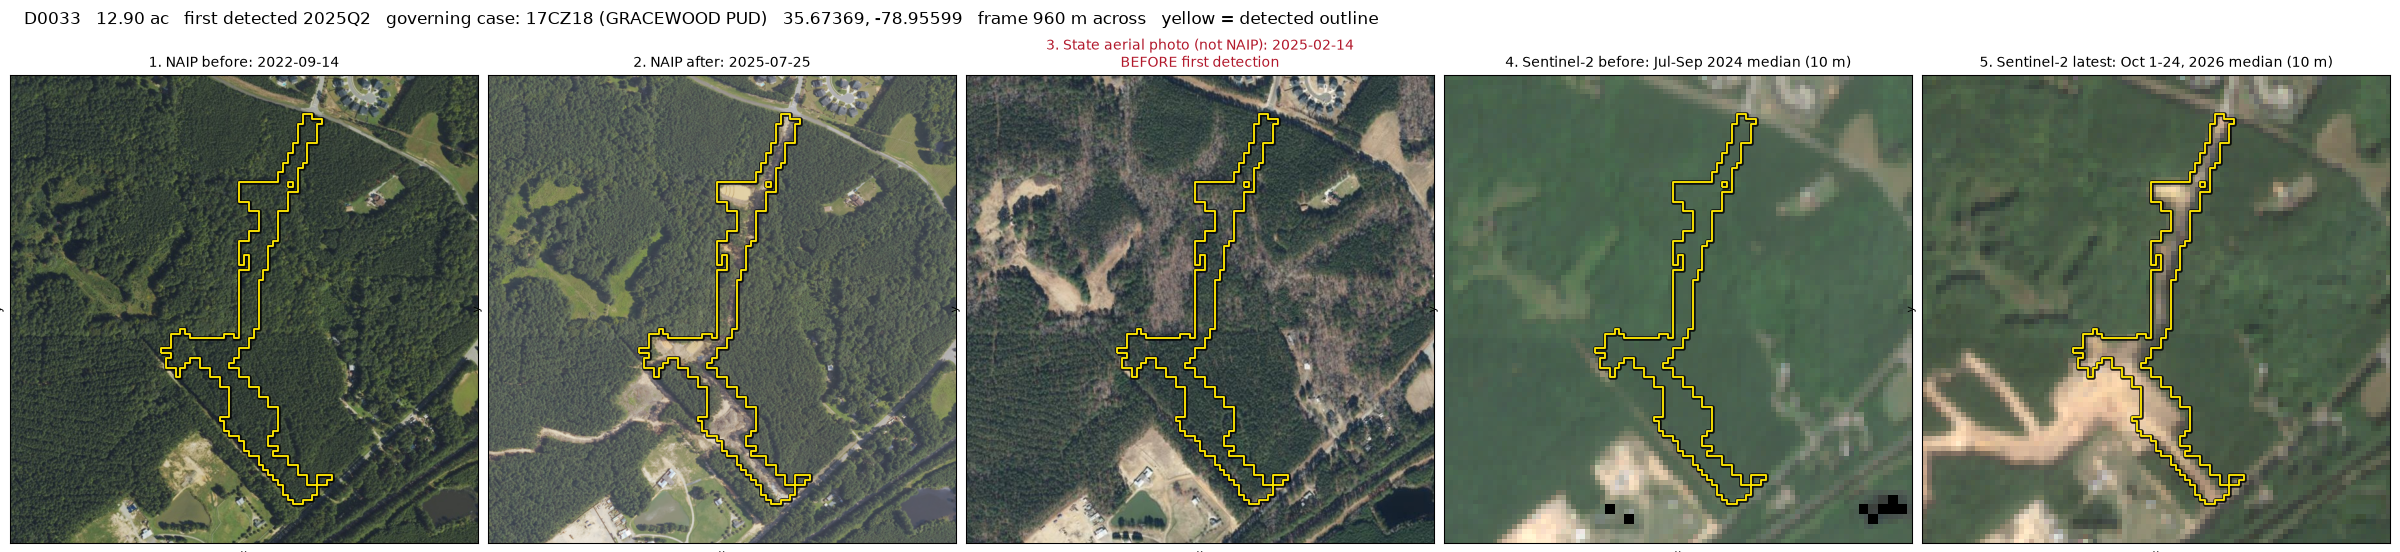 D0033   12.90 ac   first detected 2025Q2   governing case: 17CZ18 (GRACEWOOD PUD)   35.67369, -78.95599   frame 960 m across   yellow = detected outline
1. NAIP before: 2022-09-14
2. NAIP after: 2025-07-25
3. State aerial photo (not NAIP): 2025-02-14
BEFORE first detection
4. Sentinel-2 before: Jul-Sep 2024 median (10 m)
5. Sentinel-2 latest: Oct 1-24, 2026 median (10 m)